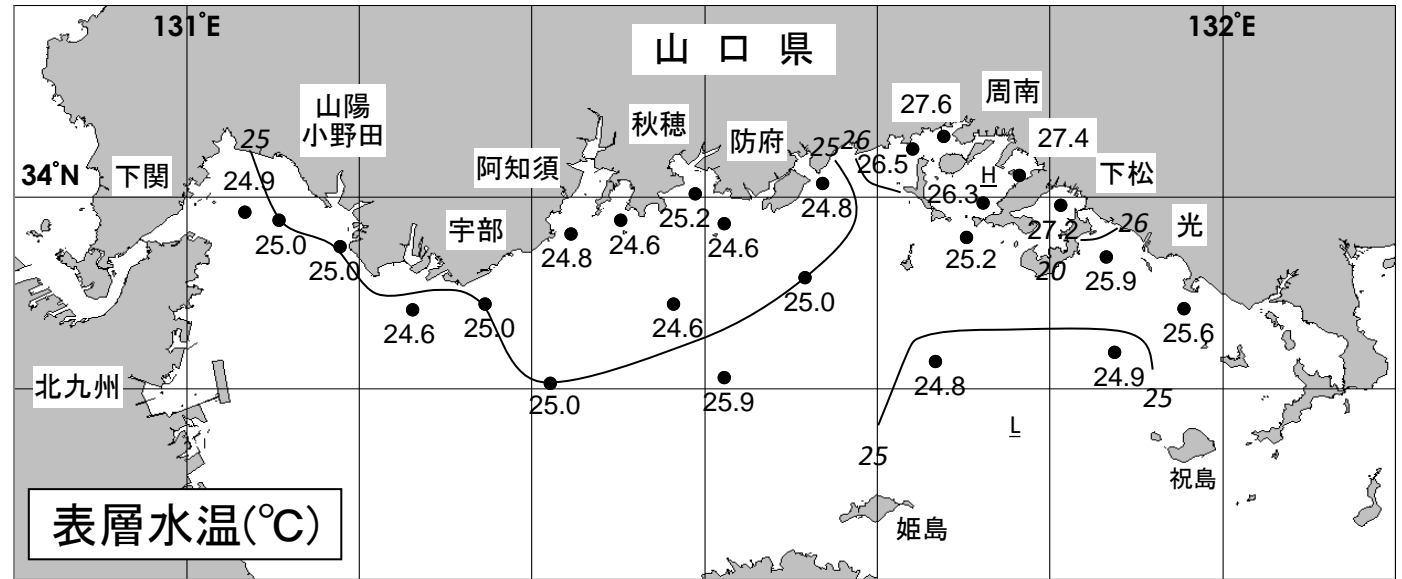 131°E
132°E
山口県
27.6
周南
山陽
小野田
秋穂
防府
25
25
26
26.5
27.4
34°N
下関
阿知須
H
下松
24.9
25.2
24.8
26.3
宇部
25.0
25.0
24.8
24.6
24.6
25.2
27.2
26
光
20
25.9
24.6
25.0
24.6
25.0
25.6
北九州
25.0
25.9
24.8
24.9
25
L
25
祝島
表層水温(℃)
姫島